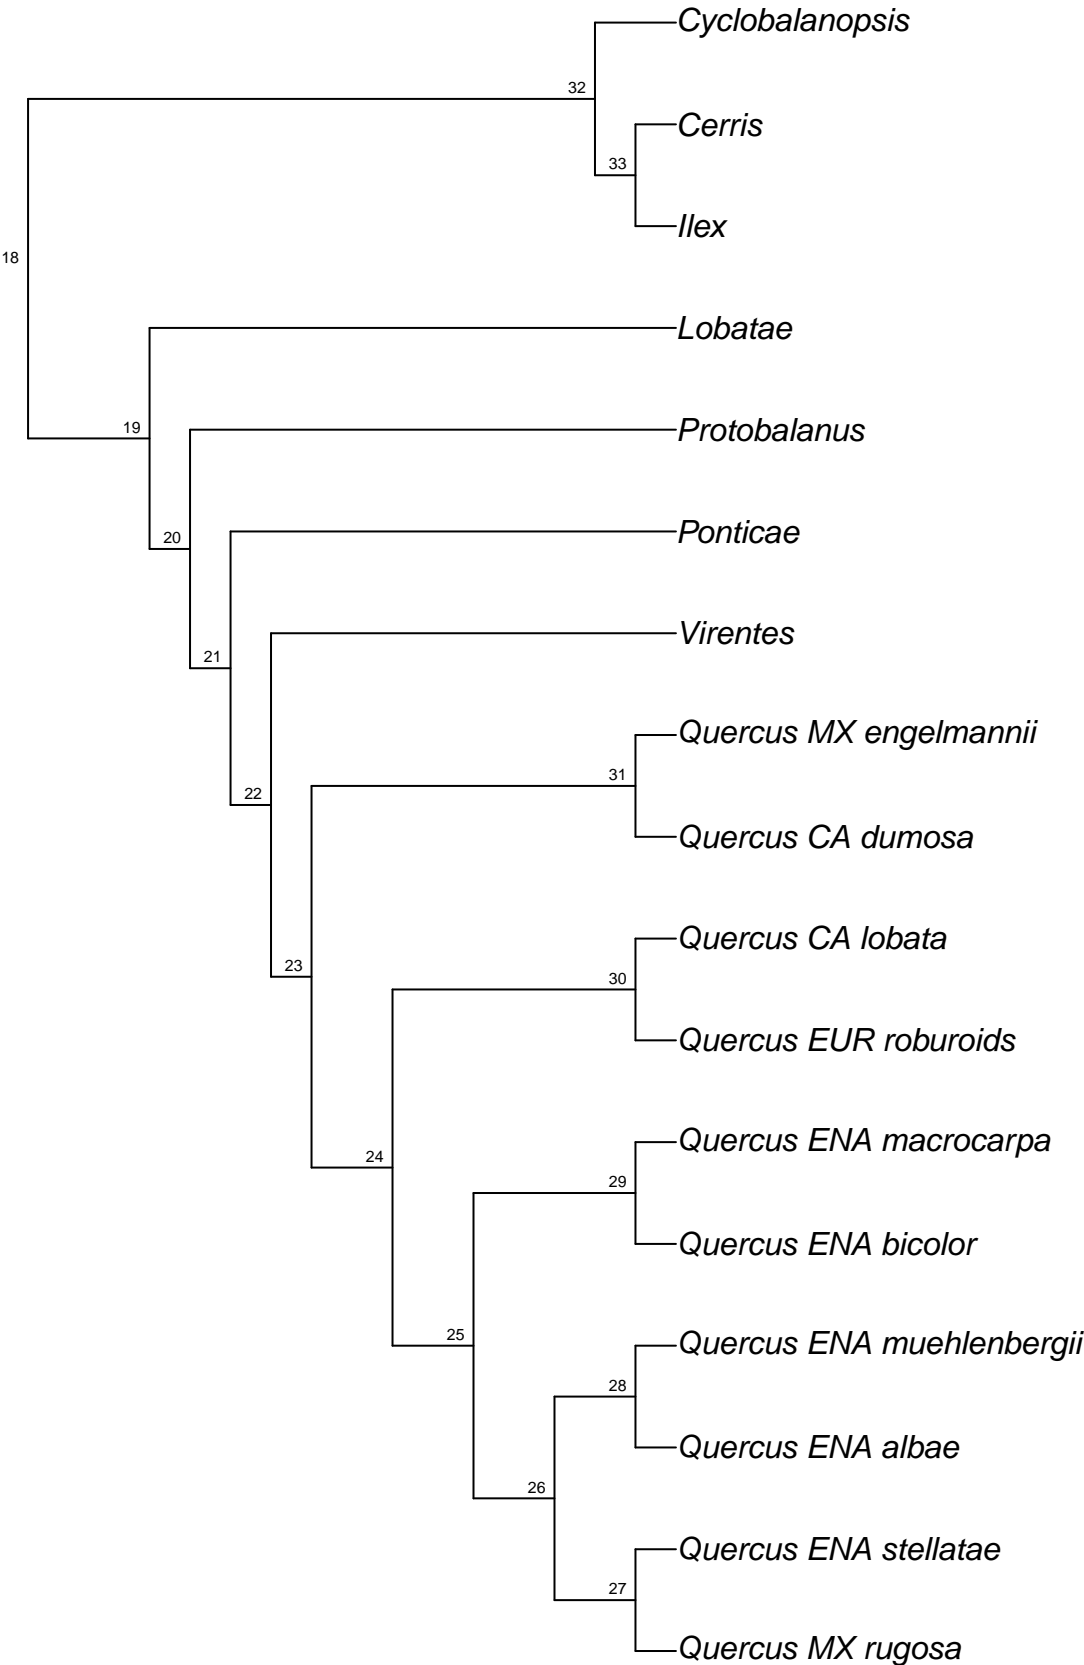 Cyclobalanopsis
32
Cerris
33
Ilex
18
Lobatae
19
Protobalanus
20
Ponticae
Virentes
21
Quercus MX engelmannii
31
22
Quercus CA dumosa
Quercus CA lobata
23
30
Quercus EUR roburoids
Quercus ENA macrocarpa
24
29
Quercus ENA bicolor
25
Quercus ENA muehlenbergii
28
Quercus ENA albae
26
Quercus ENA stellatae
27
Quercus MX rugosa